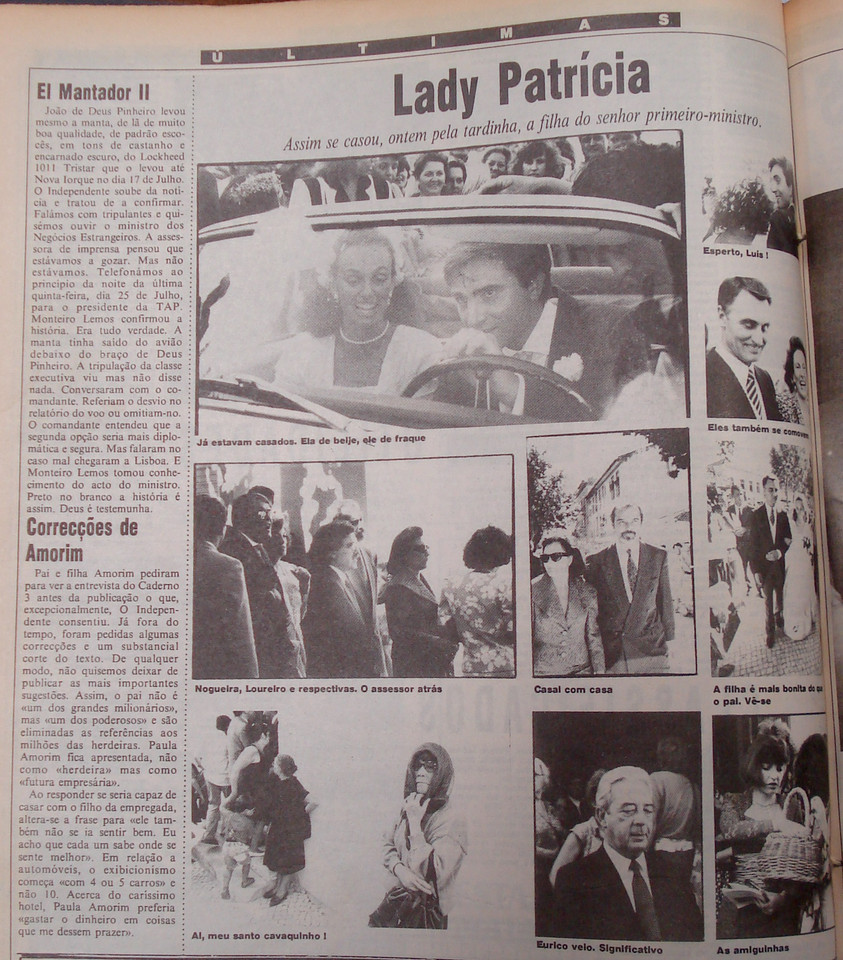 ÚLTIMAS
El Mantador II
João de Deus Pinheiro levou
mesmo a manta, de lã de muito
boa qualidade, de padrão esco-
cês, em tons de castanho e
encarnado escuro, do Lockheed
1011 Tristar que o levou até
Nova Iorque no dia 17 de Julho.
O Independente soube da notí-
cia e tratou de a confirmar.
Falámos com tripulantes e qui-
sémos ouvir o ministro dos
Negócios Estrangeiros. A asses-
sora de imprensa pensou que
estávamos a gozar. Mas não
estávamos. Telefonámos ao
princípio da noite da última
quinta-feira, dia 25 de Julho,
para o presidente da TAP.
Monteiro Lemos confirmou a
história. Era tudo verdade. A
manta tinha saído do avião
debaixo do braço de Deus
Pinheiro. A tripulação da classe
executiva viu mas não disse
nada. Conversaram com o co-
mandante. Referiam o desvio no
relatório do voo ou omitiam-no.
O comandante entendeu que a
segunda opção seria mais diplo-
mática e segura. Mas falaram no
caso mal chegaram a Lisboa. E
Monteiro Lemos tomou conhe-
cimento do acto do ministro.
Preto no branco a história é
assim. Deus é testemunha.
Correcções de
Amorim
Pai e filha Amorim pediram
para ver a entrevista do Caderno
3 antes da publicação o que,
excepcionalmente, O Indepen-
dente consentiu. Já fora do
tempo, foram pedidas algumas
correcções e um substancial
corte do texto. De qualquer
modo, não quisemos deixar de
publicar as mais importantes
sugestões. Assim, o pai não é
«um dos grandes milionários»,
mas «um dos poderosos» e são
eliminadas as referências aos
milhões das herdeiras. Paula
Amorim fica apresentada, não
como «herdeira» mas como
«futura empresária».
Ao responder se seria capaz de
casar com o filho da empregada,
altera-se a frase para «ele tam-
bém não se ia sentir bem. Eu
acho que cada um sabe onde se
sente melhor». Em relação a
automóveis, o exibicionismo
começa «com 4 ou 5 carros» e
não 10. Acerca do caríssimo
hotel, Paula Amorim preferia
«gastar o dinheiro em coisas
que me dessem prazer».
Lady Patrícia
Assim se casou, ontem pela tardinha, a filha do senhor primeiro-ministro.
Já estavam casados. Ela de beije, ele de fraque
Esperto, Luis !
Eles também se comovem
Nogueira, Loureiro e respectivas. O assessor atrás
Casal com casa
A filha é mais bonita do que
o pai. Vê-se
Ai, meu santo cavaquinho !
Eurico veio. Significativo
As amiguinhas